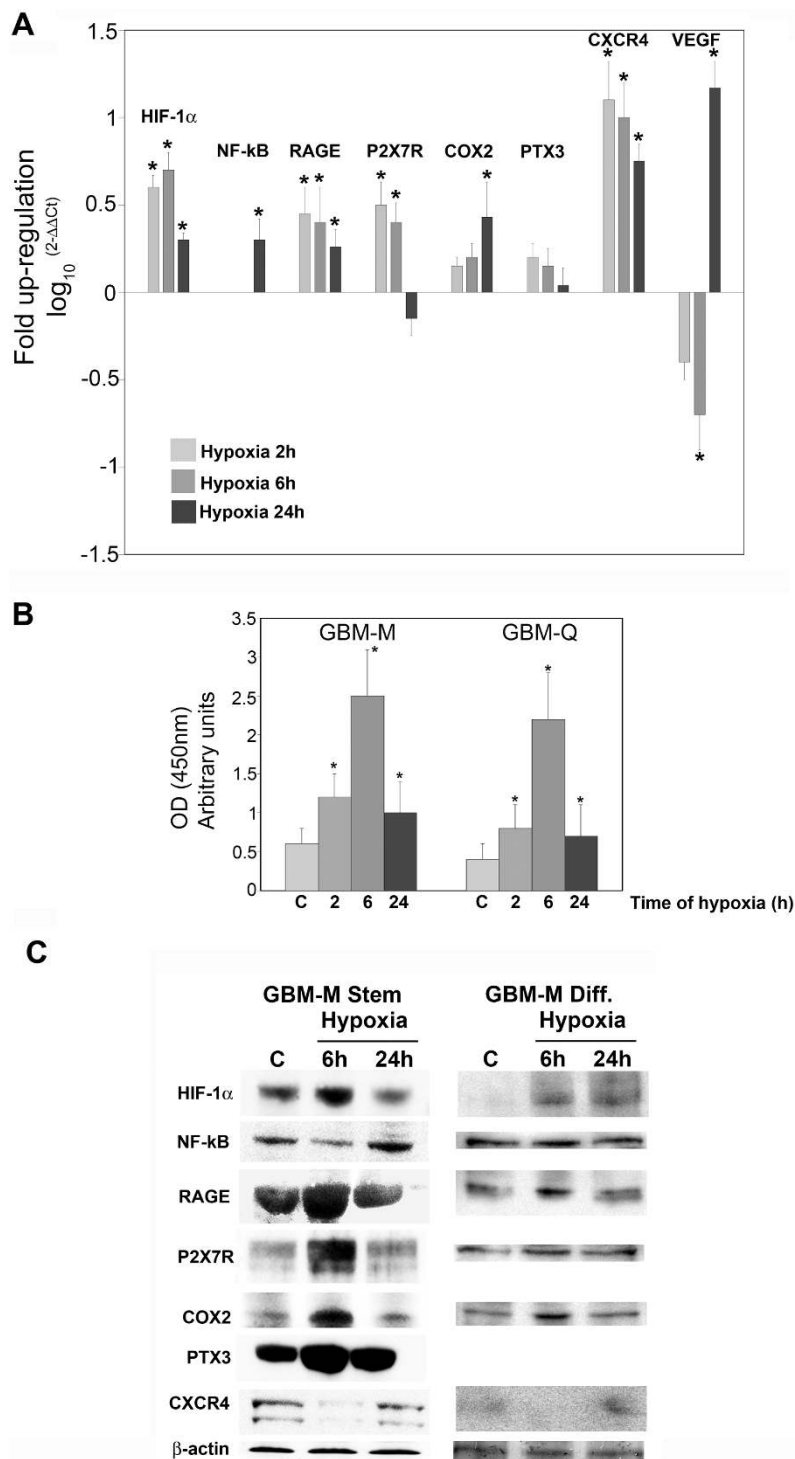 A
1.5
CXCR4 VEGF
* *
*
1
HIF-1α
*
NF-kB RAGE P2X7R COX2 PTX3
* *
* * * * * * *
0.5
* *
0
-0.5
Hypoxia 2h
*
-1
Hypoxia 6h
Hypoxia 24h
-1.5
Fold up-regulation
log10 (2-ΔΔCt)
B
3.5
GBM-M GBM-Q
*
3
*
2.5
2
1.5
* *
* *
1
0.5
0
OD (450nm)
Arbitrary units
C 2 6 24 C 2 6 24 Time of hypoxia (h)
C
GBM-M Stem GBM-M Diff.
Hypoxia Hypoxia
C 6h 24h C 6h 24h
HIF-1α
NF-kB
RAGE
P2X7R
COX2
PTX3
CXCR4
β-actin